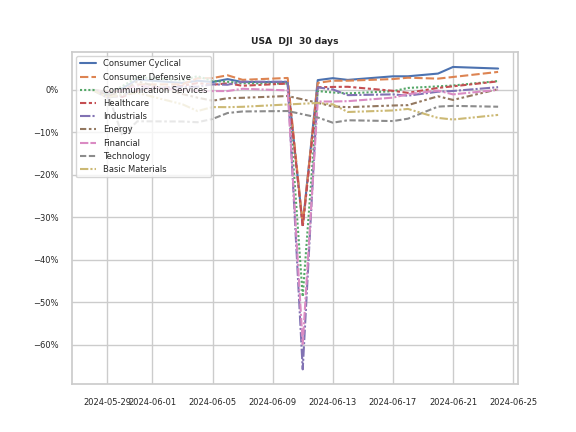 USA DJI 30 days
Consumer Cyclical
Consumer Defensive
Communication Services
Healthcare
Industrials
Energy
Financial
Technology
Basic Materials
0%
−10%
−20%
−30%
−40%
−50%
−60%
2024-05-29 2024-06-01 2024-06-05 2024-06-09 2024-06-13 2024-06-17 2024-06-21 2024-06-25